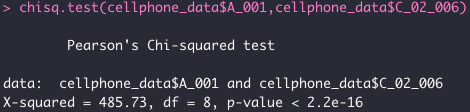 > chisq.test(cellphone_data$A_001,cellphone_data$C_02_006)
Pearson's Chi-squared test
data:  cellphone_data$A_001 and cellphone_data$C_02_006
X-squared = 485.73, df = 8, p-value < 2.2e-16